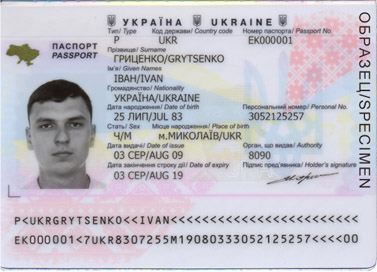 УКРАЇНА UKRAINE
ПАСПОРТ
PASSPORT
Тип/ Type Код держави/ Country code Номер паспорта/ Passport No
P UKR EK000001
Прізвище/ Surname
ГРИЦЕНКО/GRYTSENKO
Ім'я/ Given Names
ІВАН/IVAN
Громадянство/ Nationality
УКРАЇНА/UKRAINE
Дата народження/ Date of birth Персональний номер/ Personal No.
25 ЛИП/JUL 83 3052125257
Стать/ Sex Місце народження/ Place of birth
Ч/М м.МИКОЛАЇВ/UKR
Дата видачі/ Date of issue Орган, що видав/ Authority
03 СЕР/AUG 09 8090
Дата закінчення строку дії/ Date of expiry Підпис пред'явника/ Holder's signature
03 СЕР/AUG 19
ОБРАЗЕЦ/SPECIMEN
P<UKRGRYTSENKO<<IVAN<<<<<<<<<<<<<<<<<<<<<<<<
EK000001<7UKR8307255M19080333052125257<<<<00